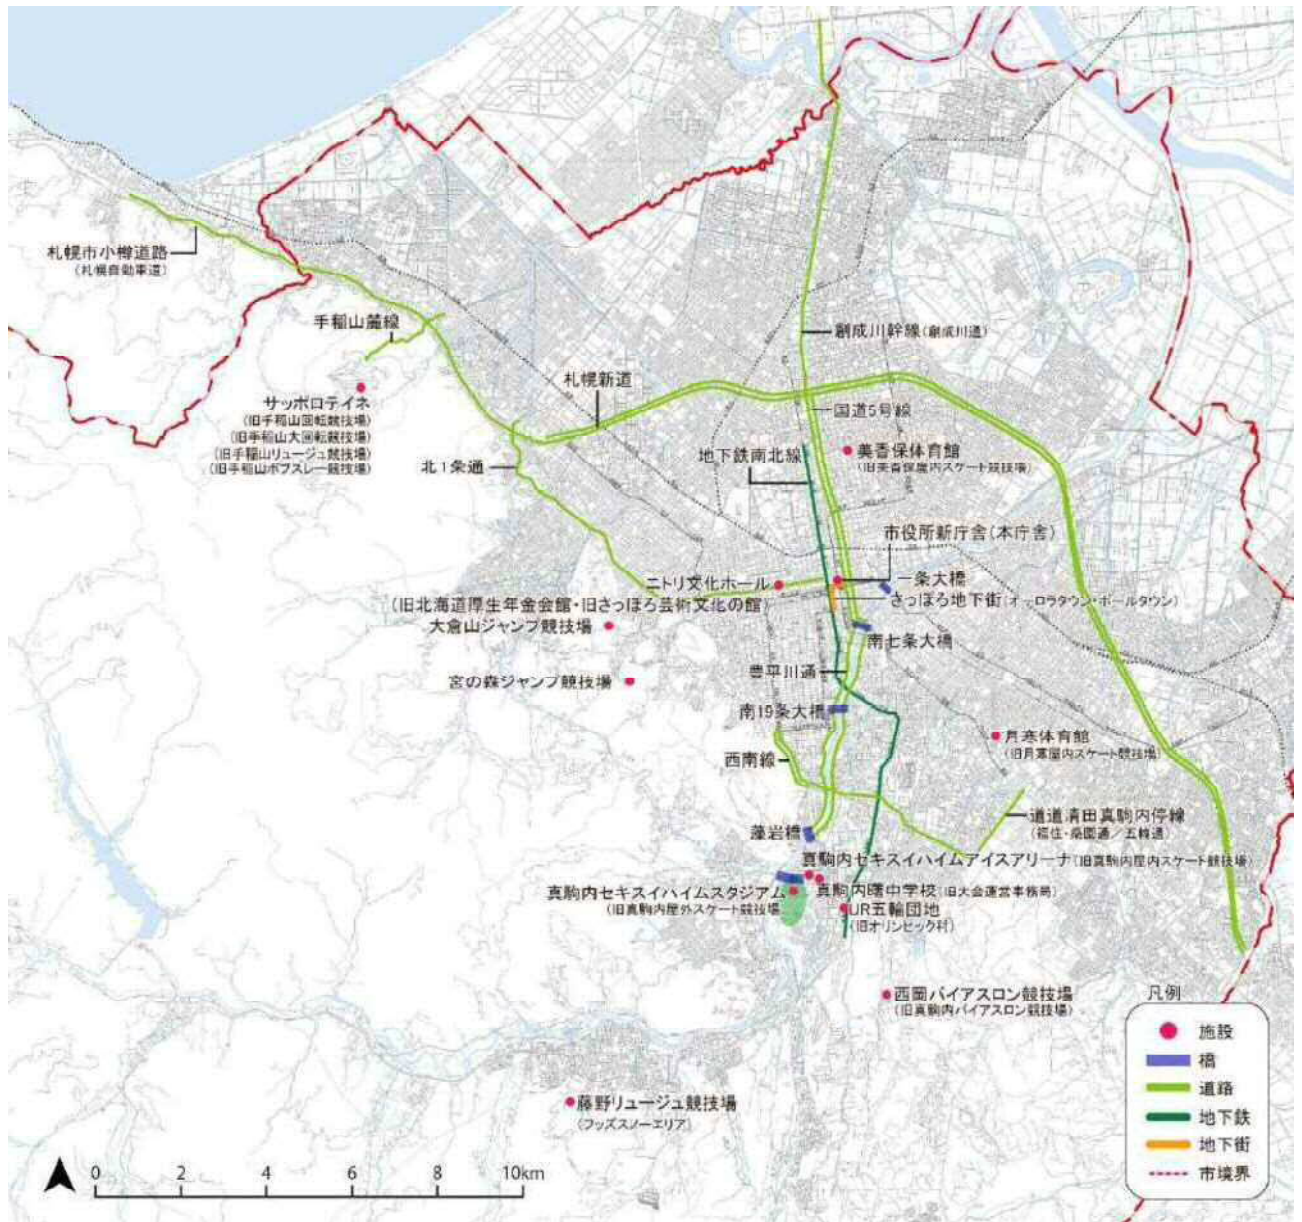 札幌市小樽道路
(札幌自動車道)
手稲山麓線
創成川幹線(創成川通)
札幌新道
サッポロテイネ
(旧手稲山回転競技場)
(旧手稲山大回転競技場)
(旧手稲山リュージュ競技場)
(旧手稲山ボブスレー競技場)
国道5号線
北1条通
地下鉄南北線
美香保体育館
(旧美香保屋内スケート競技場)
市役所新庁舎(本庁舎)
ニトリ文化ホール
(旧北海道厚生年金会館・旧さっぽろ芸術文化の館)
一条大橋
さっぽろ地下街(オーロラタウン・ポールタウン)
大倉山ジャンプ競技場
南七条大橋
豊平川通
宮の森ジャンプ競技場
南19条大橋
月寒体育館
(旧月寒屋内スケート競技場)
西南線
道道清田真駒内停線
(福住・桑園通/五輪通)
藻岩橋
真駒内セキスイハイムアイスアリーナ(旧真駒内屋内スケート競技場)
真駒内セキスイハイムスタジアム
(旧真駒内屋外スケート競技場
真駒内曙中学校(旧大会運営事務局)
UR五輪団地
(旧オリンピック村)
西岡バイアスロン競技場
(旧真駒内バイアスロン競技場)
藤野リュージュ競技場
(フッズスノーエリア)
凡例
施設
橋
道路
地下鉄
地下街
市境界
0 2 4 6 8 10km